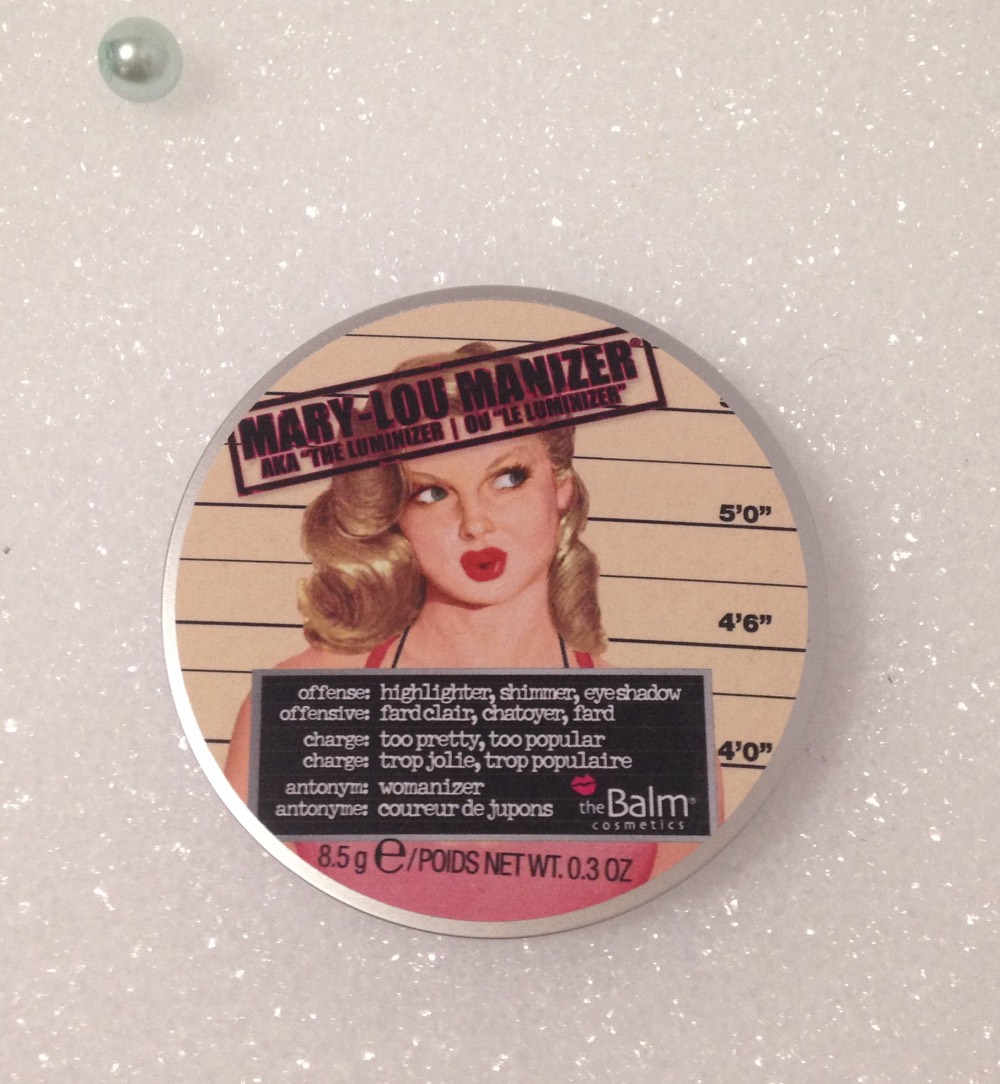 MARY-LOU MANIZER®
AKA "THE LUMINIZER | OU "LE LUMINIZER"
5'0"
4'6"
4'0"
offense: highlighter, shimmer, eyeshadow
offensive: fard clair, chatoyer, fard
charge: too pretty, too popular
charge: trop jolie, trop populaire
antonym: womanizer
antonyme: coureur de jupons
theBalm®
cosmetics
8.5 g e/POIDS NET WT. 0.3 OZ